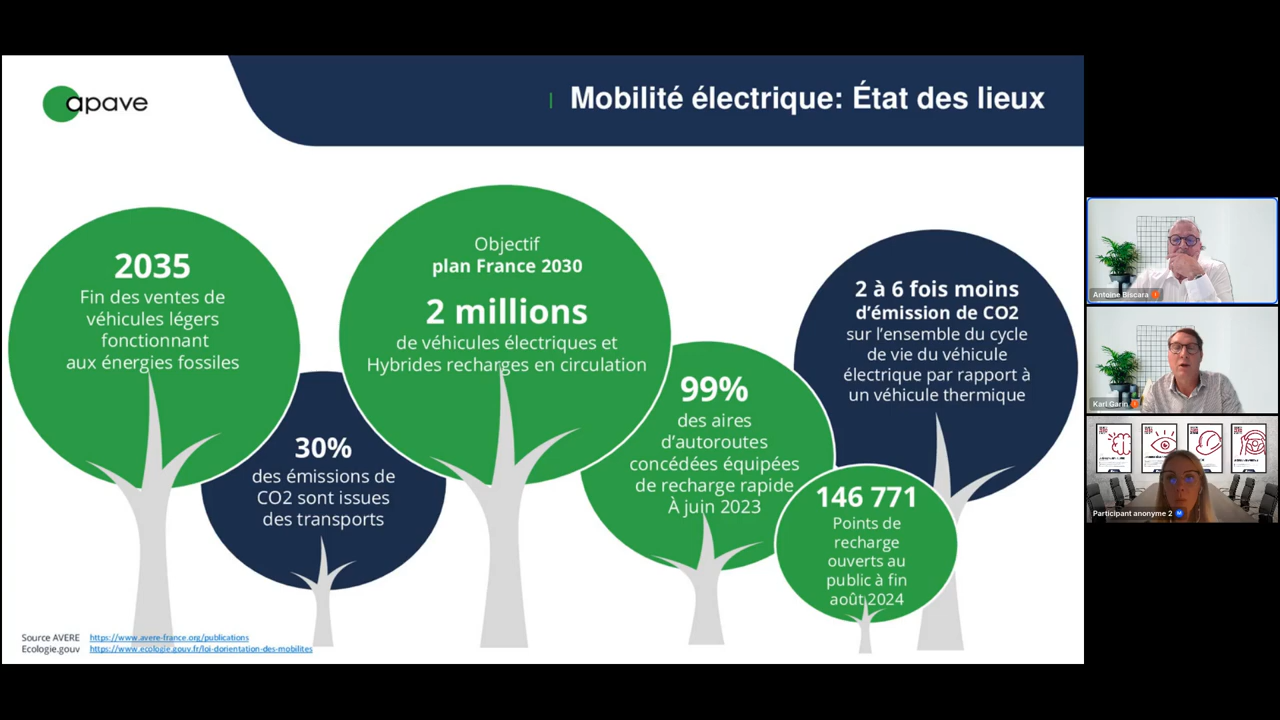 apave
Mobilité électrique: État des lieux
2035
Fin des ventes de
véhicules légers
fonctionnant
aux énergies fossiles
30%
des émissions de
CO2 sont issues
des transports
Objectif
plan France 2030
2 millions
de véhicules électriques et
Hybrides recharges en circulation
99%
des aires
d’autoroutes
concédées équipées
de recharge rapide
À juin 2023
146 771
Points de
recharge
ouverts au
public à fin
août 2024
2 à 6 fois moins
d’émission de CO2
sur l’ensemble du cycle
de vie du véhicule
électrique par rapport à
un véhicule thermique
Source AVERE https://www.avere-france.org/publications
Ecologie.gouv https://www.ecologie.gouv.fr/loi-dorientation-des-mobilites
Antoine Biscara
Karl Garin
Participant anonyme 2 M